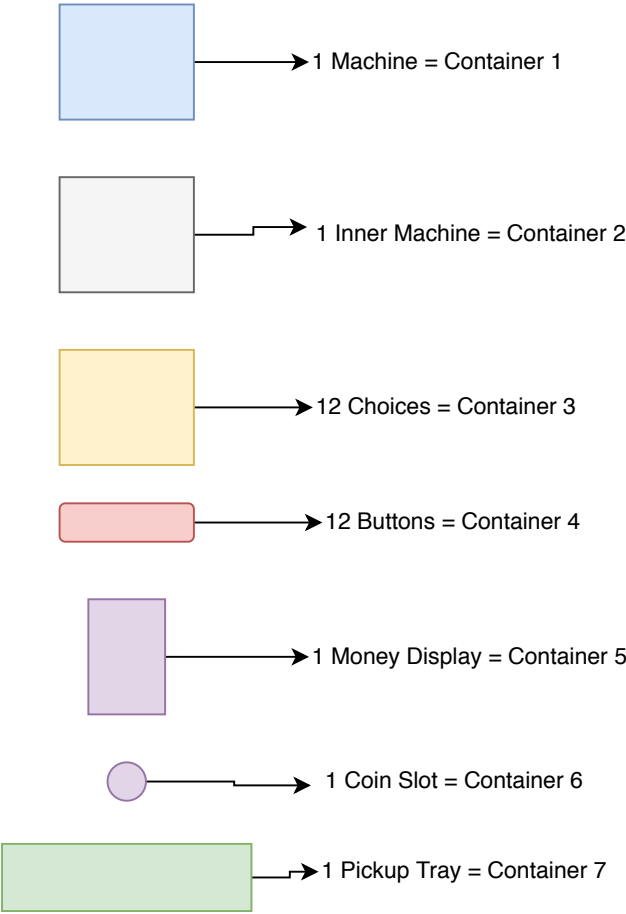 1 Machine = Container 1
1 Inner Machine = Container 2
12 Choices = Container 3
12 Buttons = Container 4
1 Money Display = Container 5
1 Coin Slot = Container 6
1 Pickup Tray = Container 7